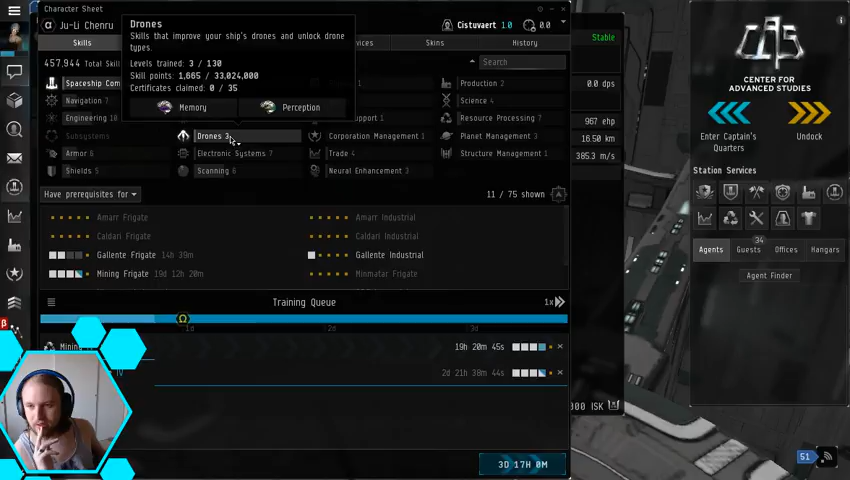 Character Sheet
Ju-Li Chenru
Cistuvaert 1.0
0.0
Skills
Skins
History
Drones
Skills that improve your ship's drones and unlock drone types.
Levels trained: 3 / 130
Skill points: 1,665 / 33,024,000
Certificates claimed: 0 / 35
Memory
Perception
457,944 Total
Search
Spaceship Com
Production 2
Navigation 7
Science 4
Engineering 10
Resource Processing 7
Subsystems
Drones 3
Corporation Management 1
Planet Management 3
Armor 6
Electronic Systems 7
Trade 4
Structure Management 1
Shields 5
Scanning 6
Neural Enhancement 3
Have prerequisites for
11 / 75 shown
Amarr Frigate
Amarr Industrial
Caldari Frigate
Caldari Industrial
Gallente Frigate 14h 39m
Gallente Industrial
Mining Frigate 19d 12h 20m
Minmatar Frigate
Training Queue
1x
1d
2d
3d
Mining
19h 20m 45s
IV
2d 21h 38m 44s
3D 17H 0M
Stable
0.0 dps
967 ehp
16.50 km
385.3 m/s
000 ISK
CENTER FOR
ADVANCED STUDIES
Enter Captain's
Quarters
Undock
Station Services
34
Agents
Guests
Offices
Hangars
Agent Finder
51